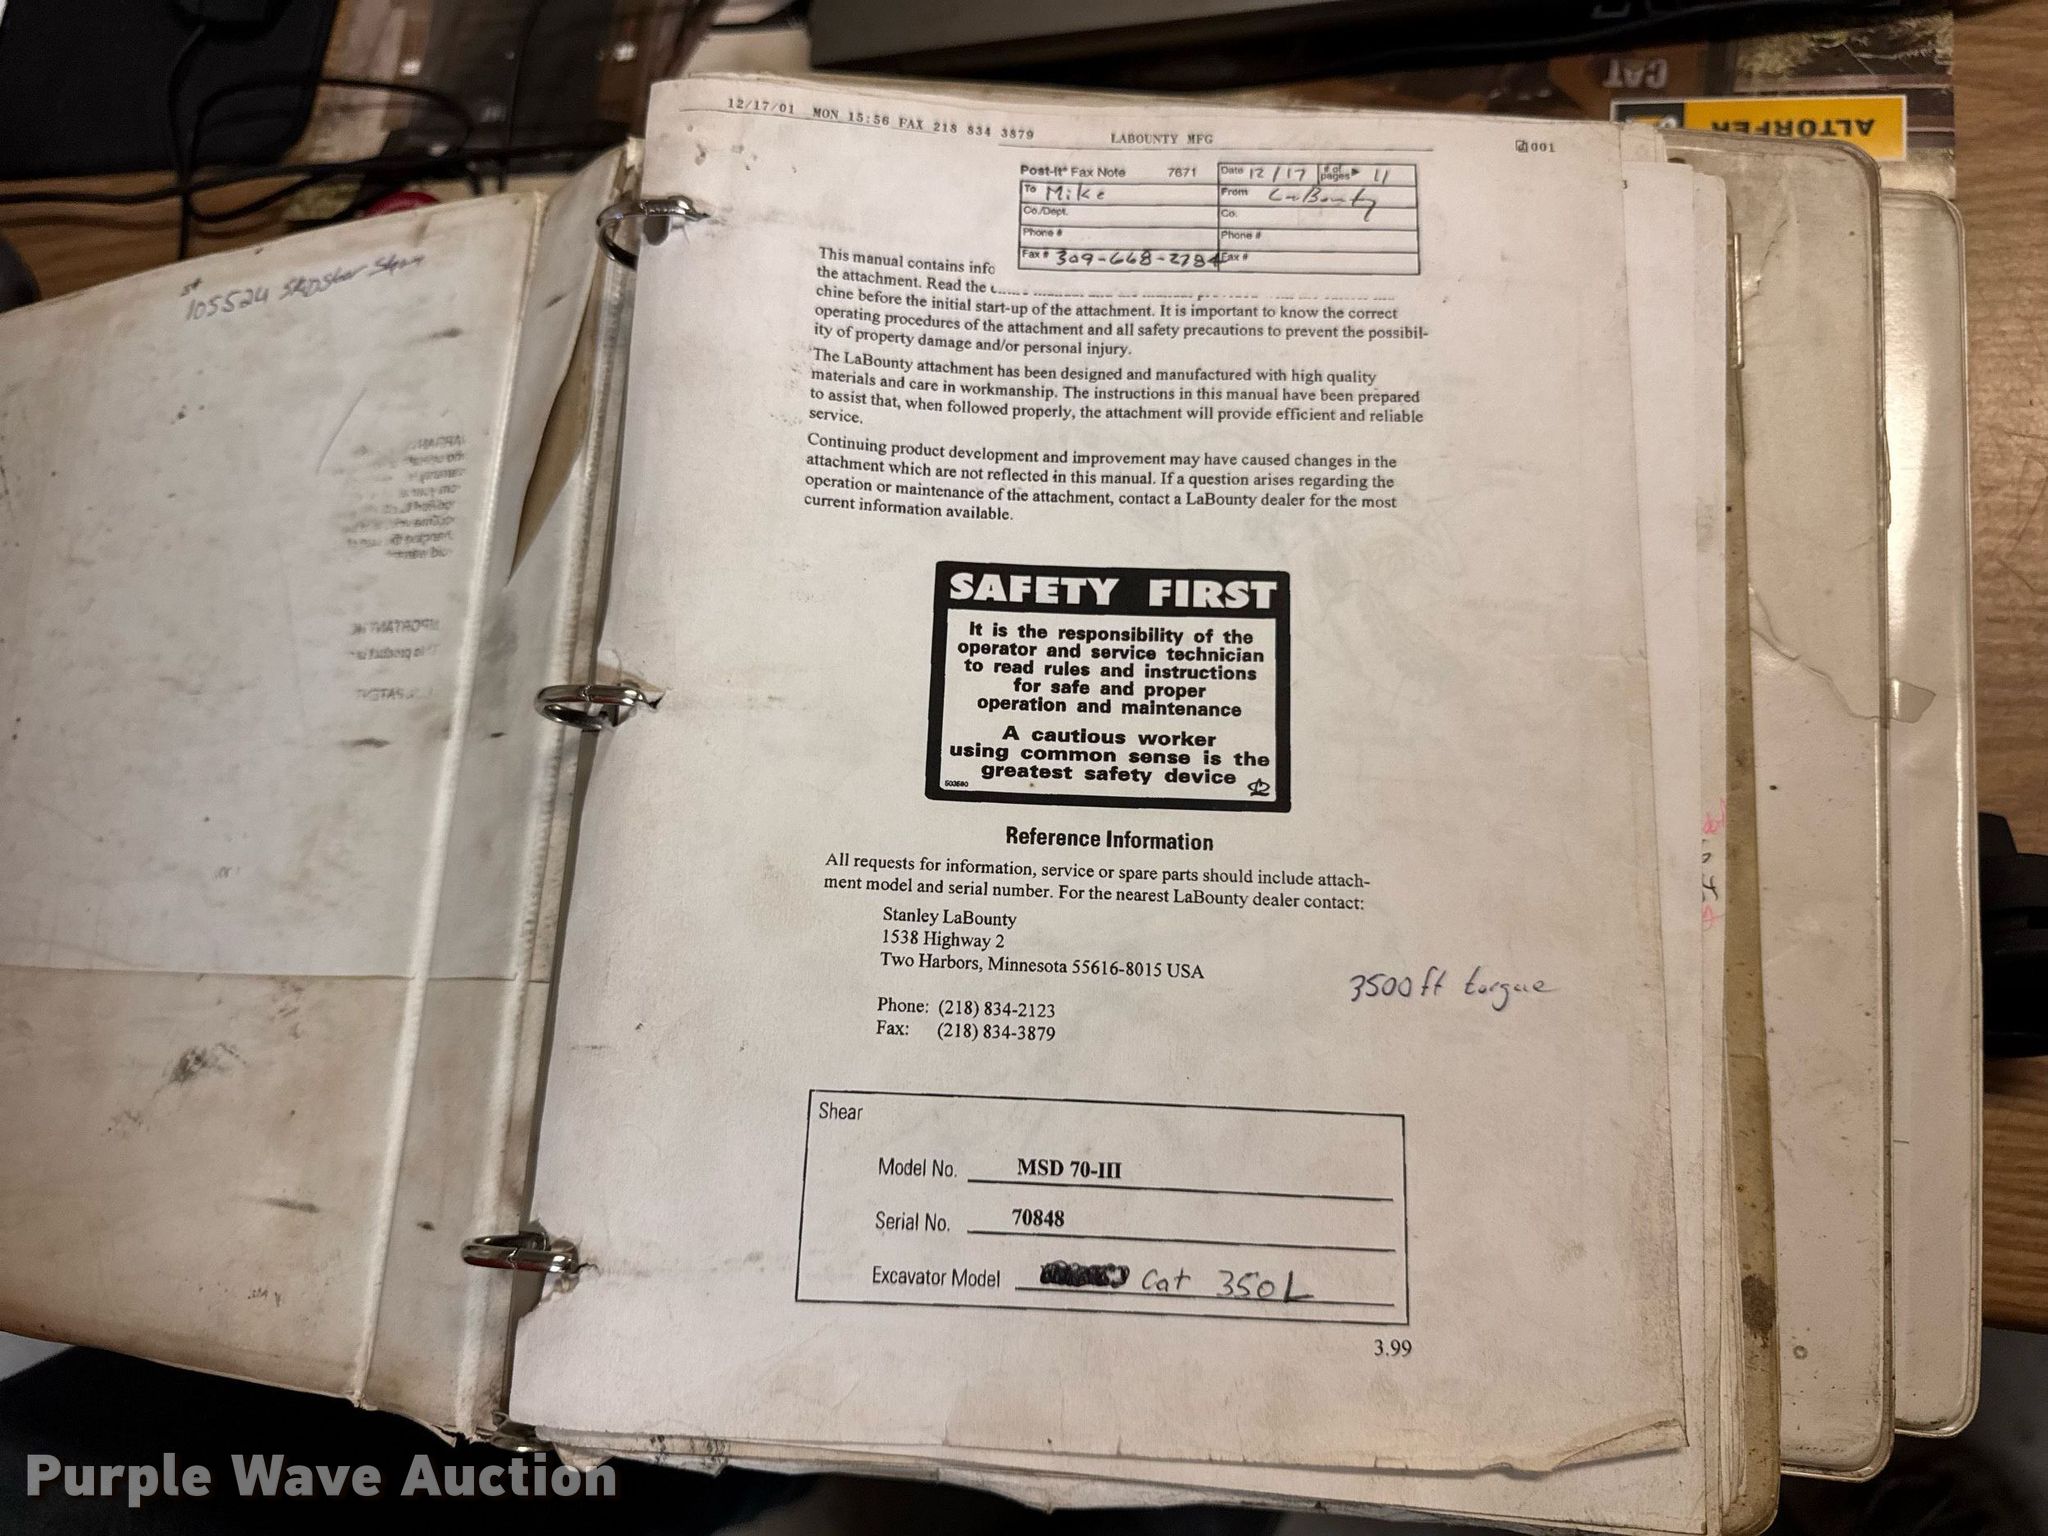 12/17/01 MON 15:56 FAX 218 834 3879 LABOUNTY MFG 001
Post-it® Fax Note 7671 Date 12/17 # of pages 11
To Mike From LaBounty
Co./Dept. Co.
Phone # Phone #
Fax # 309-668-2784 Fax #
This manual contains info
the attachment. Read the
chine before the initial start-up of the attachment. It is important to know the correct
operating procedures of the attachment and all safety precautions to prevent the possibil-
ity of property damage and/or personal injury.
The LaBounty attachment has been designed and manufactured with high quality
materials and care in workmanship. The instructions in this manual have been prepared
to assist that, when followed properly, the attachment will provide efficient and reliable
service.
Continuing product development and improvement may have caused changes in the
attachment which are not reflected in this manual. If a question arises regarding the
operation or maintenance of the attachment, contact a LaBounty dealer for the most
current information available.
SAFETY FIRST
It is the responsibility of the
operator and service technician
to read rules and instructions
for safe and proper
operation and maintenance
A cautious worker
using common sense is the
greatest safety device
503580
Reference Information
All requests for information, service or spare parts should include attach-
ment model and serial number. For the nearest LaBounty dealer contact:
Stanley LaBounty
1538 Highway 2
Two Harbors, Minnesota 55616-8015 USA
3500 ft torque
Phone: (218) 834-2123
Fax: (218) 834-3879
Shear
Model No. MSD 70-III
Serial No. 70848
Excavator Model Cat 350L
3.99
105524
CAT
ALTORFER
Purple Wave Auction